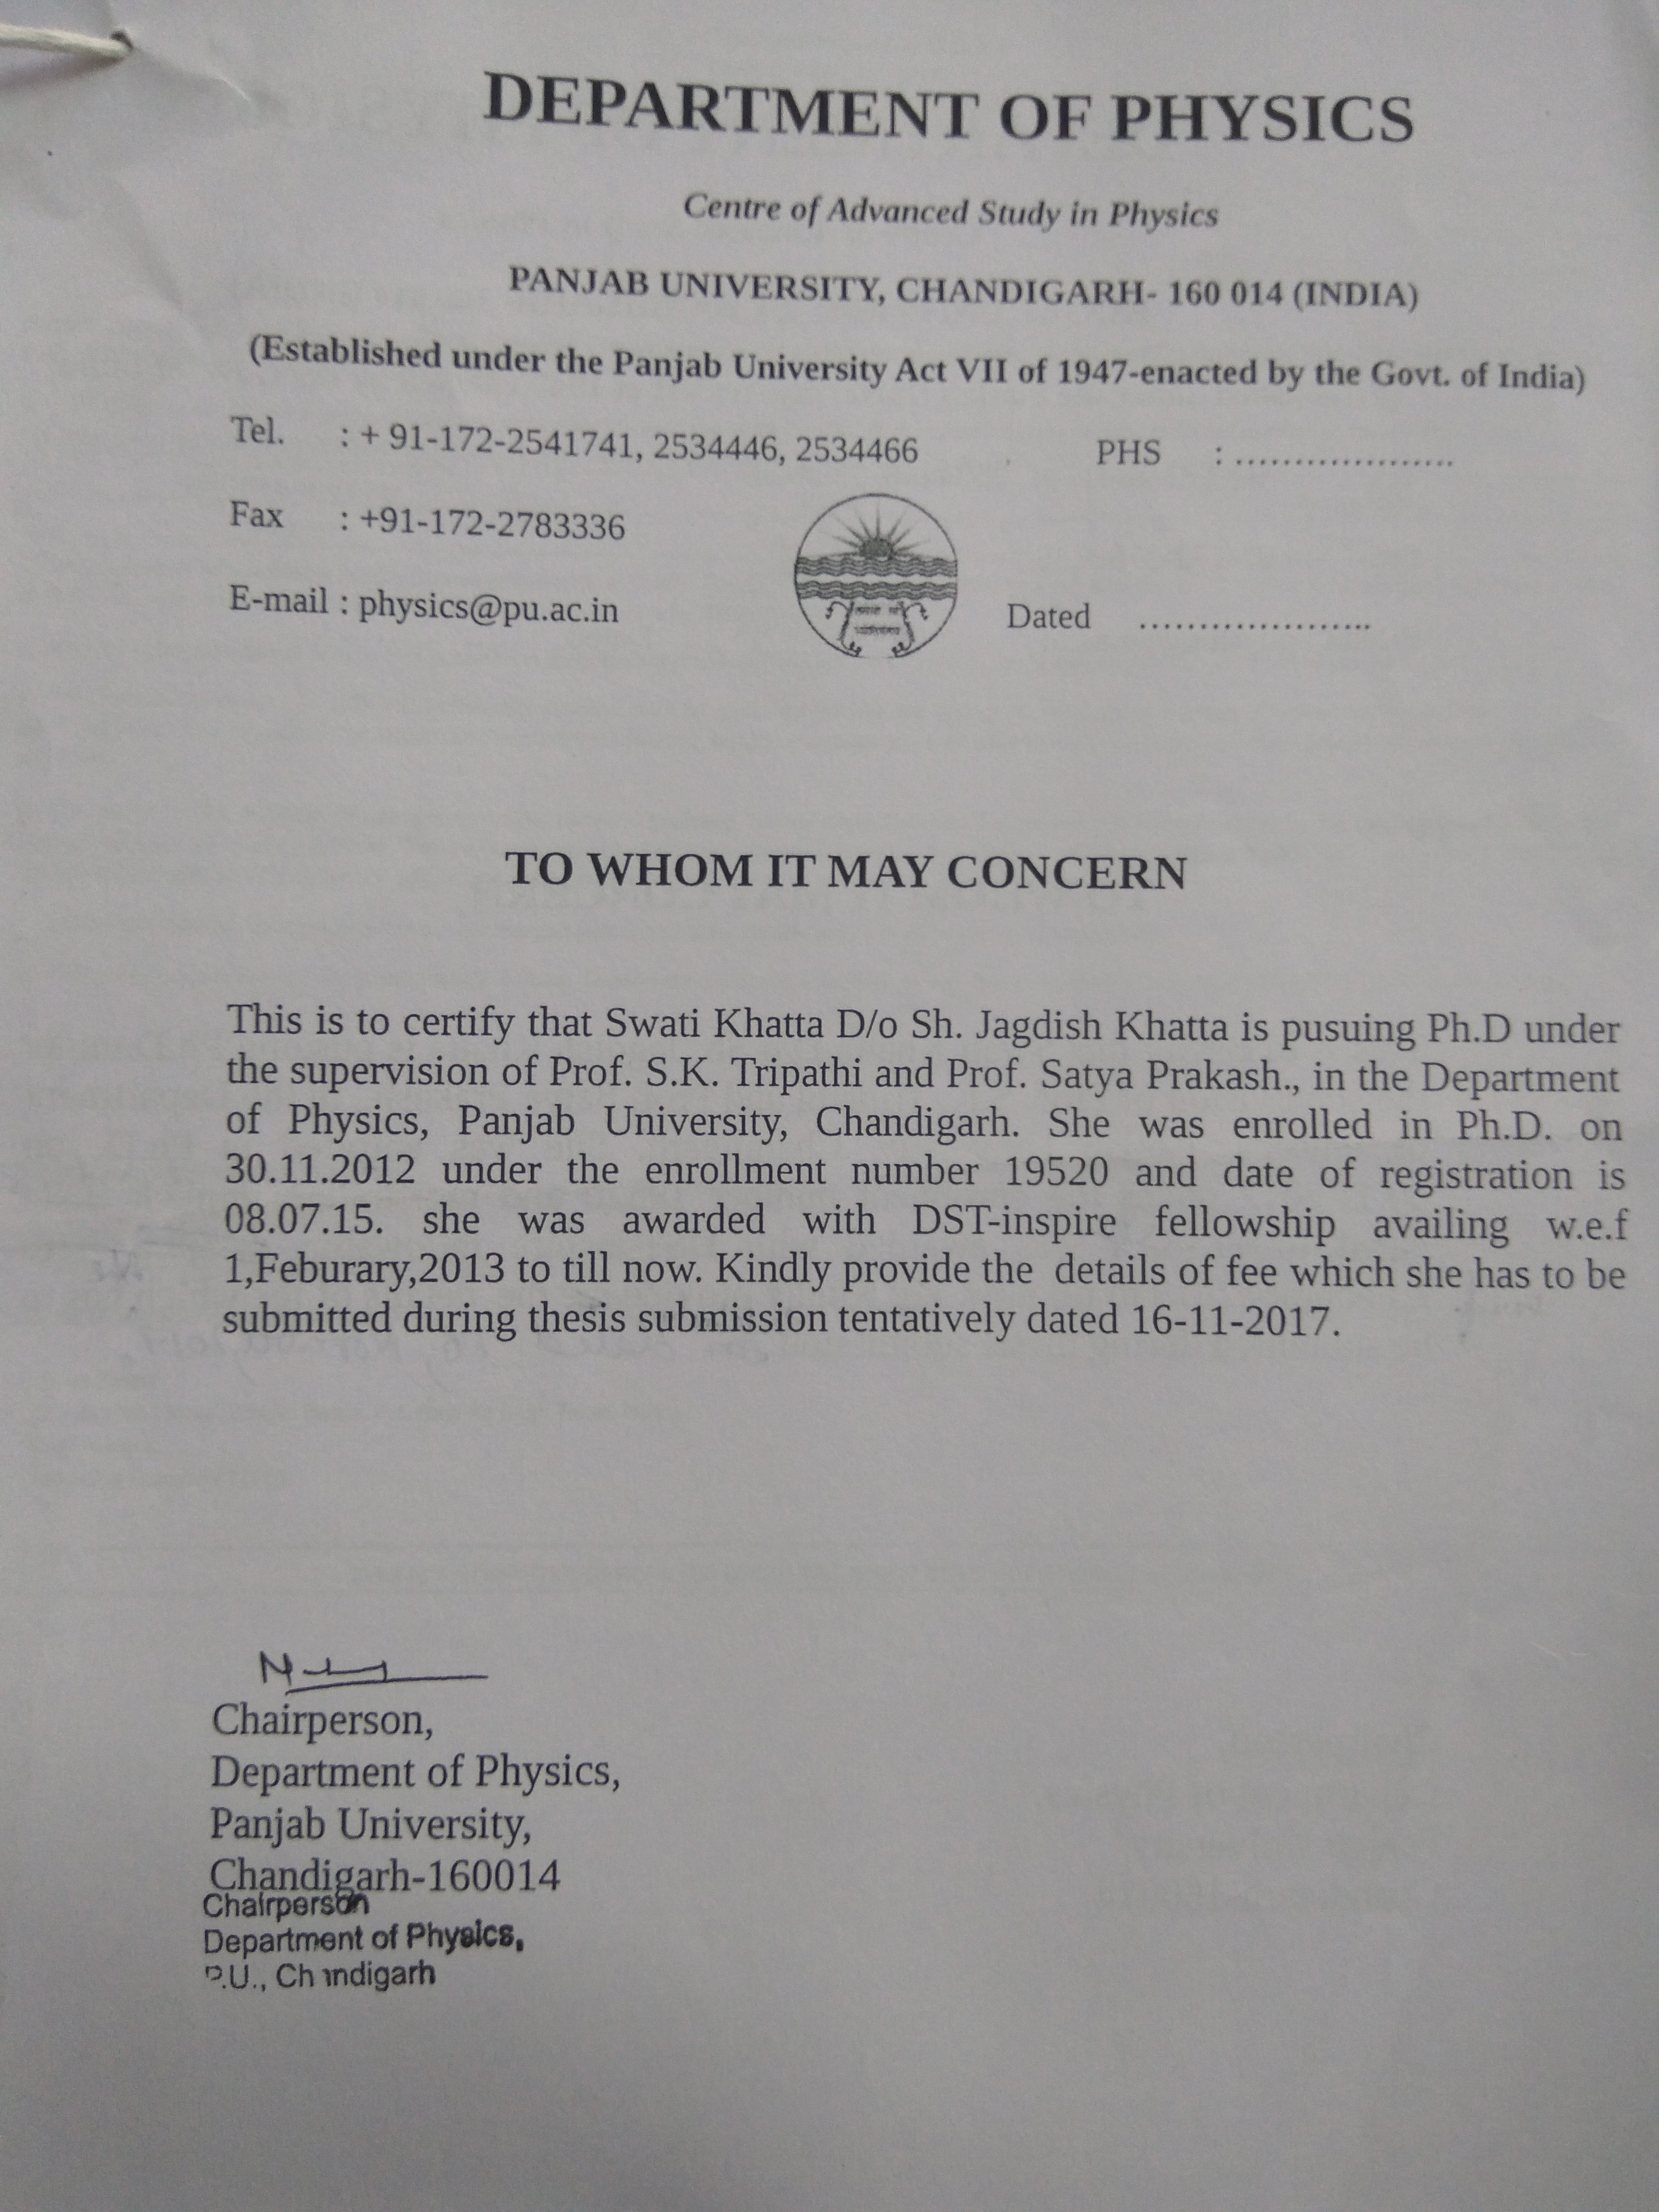 DEPARTMENT OF PHYSICS
Centre of Advanced Study in Physics
PANJAB UNIVERSITY, CHANDIGARH- 160 014 (INDIA)
(Established under the Panjab University Act VII of 1947-enacted by the Govt. of India)
Tel. : + 91-172-2541741, 2534446, 2534466 PHS : ...................
Fax : +91-172-2783336
E-mail : physics@pu.ac.in Dated ....................
TO WHOM IT MAY CONCERN
This is to certify that Swati Khatta D/o Sh. Jagdish Khatta is pusuing Ph.D under
the supervision of Prof. S.K. Tripathi and Prof. Satya Prakash., in the Department
of Physics, Panjab University, Chandigarh. She was enrolled in Ph.D. on
30.11.2012 under the enrollment number 19520 and date of registration is
08.07.15. she was awarded with DST-inspire fellowship availing w.e.f
1,Feburary,2013 to till now. Kindly provide the details of fee which she has to be
submitted during thesis submission tentatively dated 16-11-2017.
Chairperson,
Department of Physics,
Panjab University,
Chandigarh-160014
Chairperson
Department of Physics,
P.U., Chandigarh